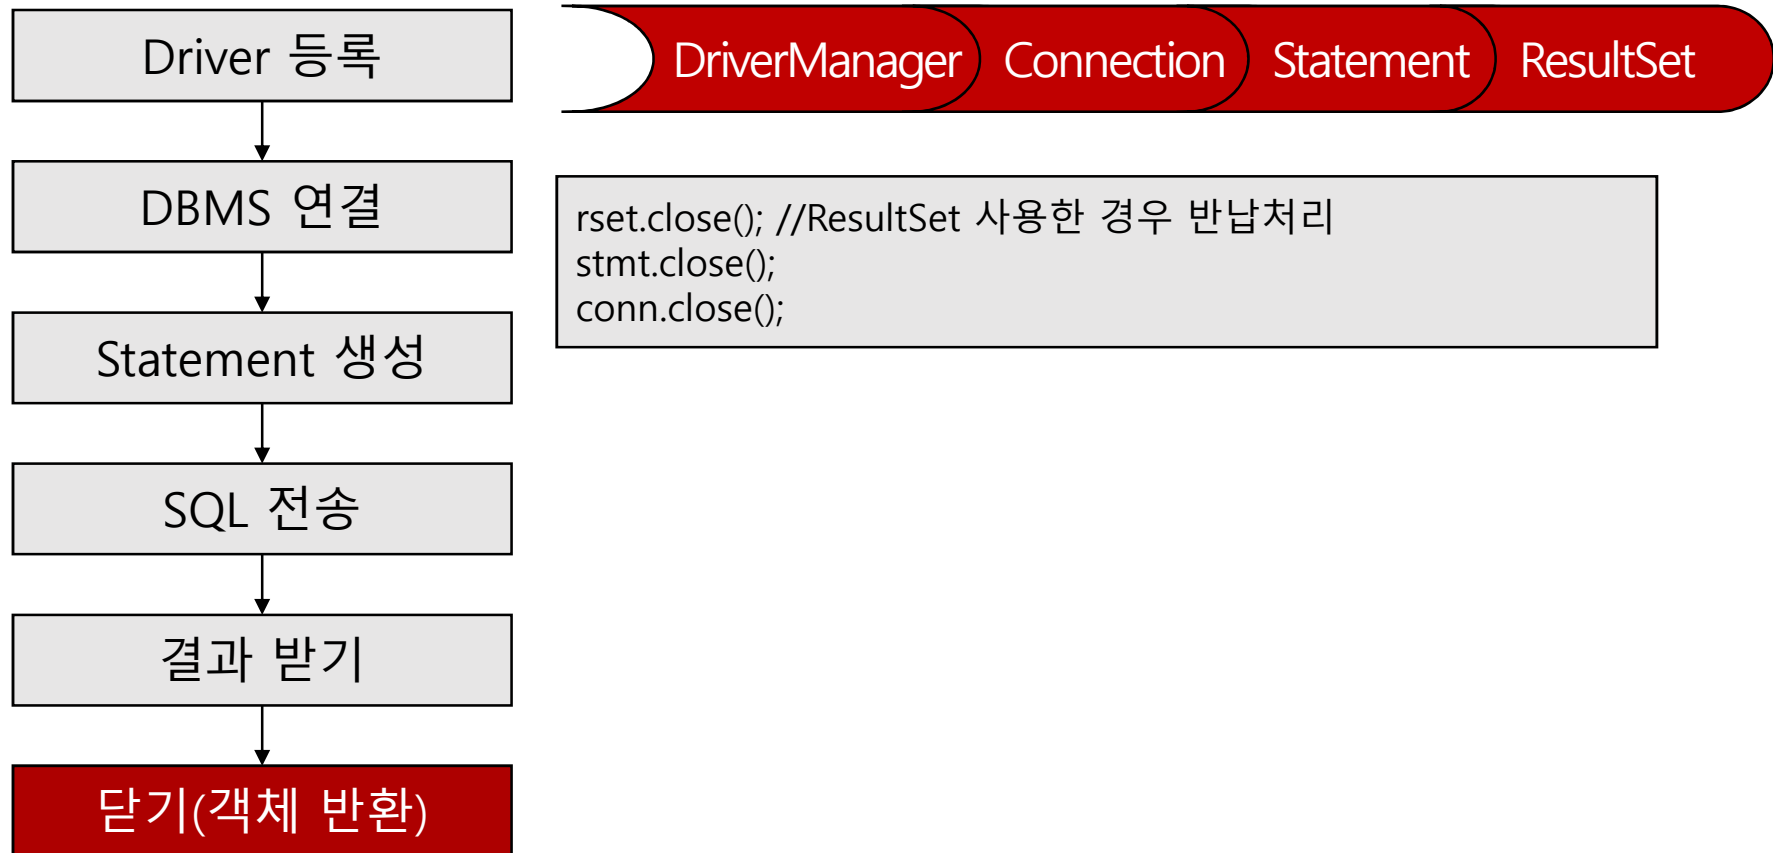 Driver 등록
DBMS 연결
Statement 생성
SQL 전송
결과 받기
닫기(객체 반환)
DriverManager Connection Statement ResultSet
rset.close(); //ResultSet 사용한 경우 반납처리
stmt.close();
conn.close();